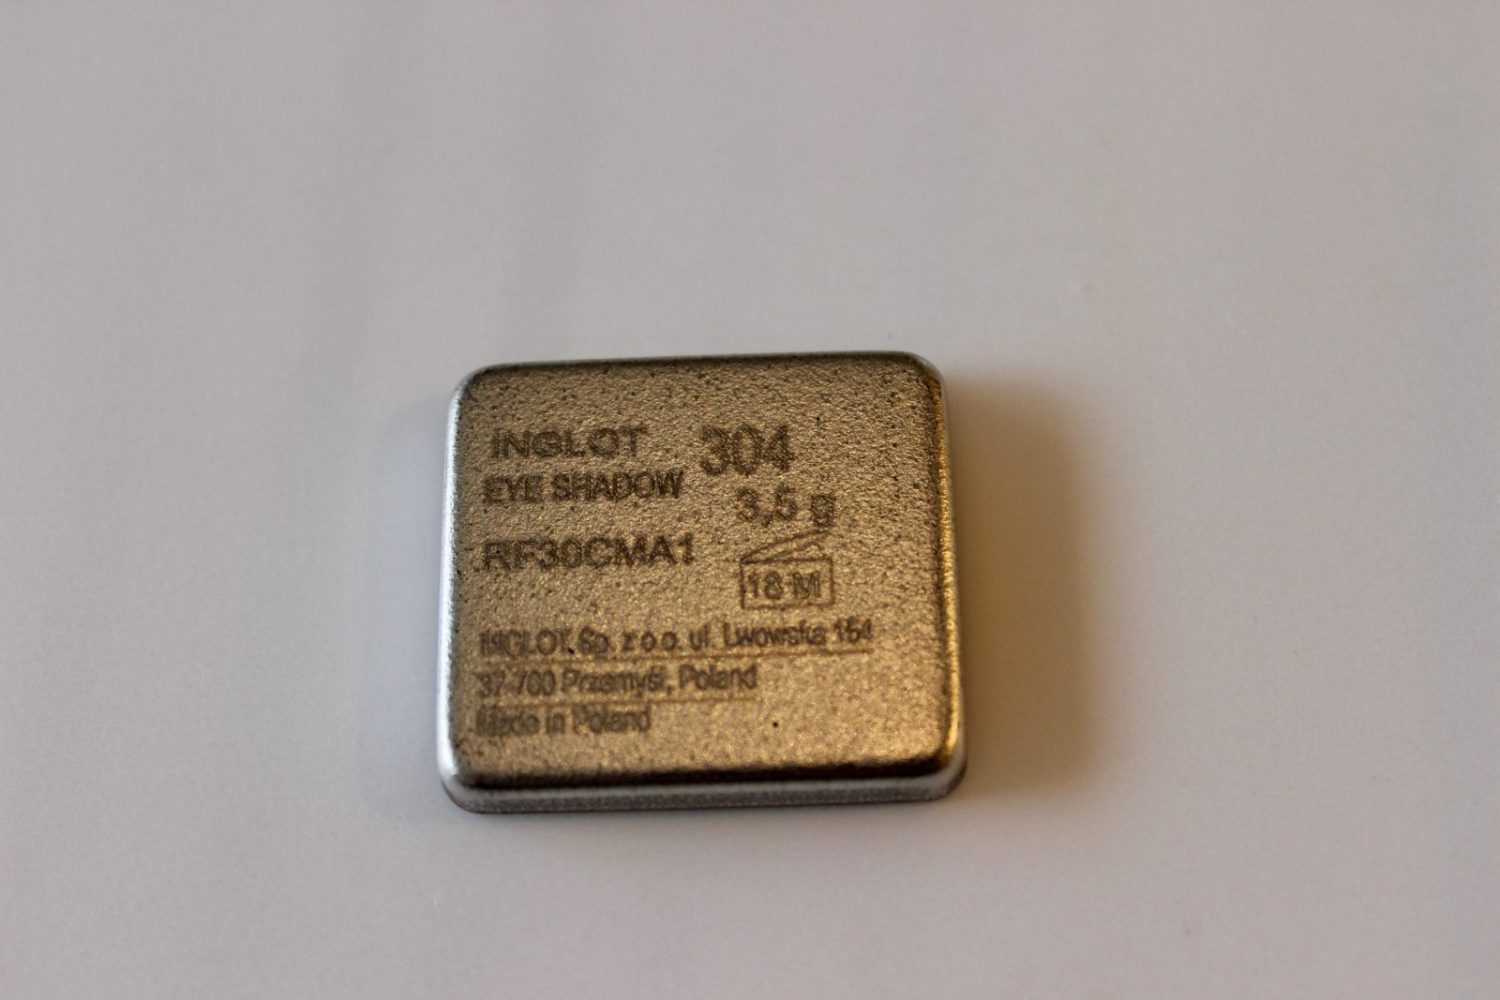 INGLOT 304
EYE SHADOW
3,5 g
RF30CMA1
18 M
INGLOT Sp. z o.o. ul. Lwowska 154
37-700 Przemyśl, Poland
Made in Poland